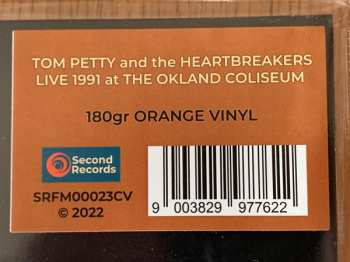 TOM PETTY and the HEARTBREAKERS
LIVE 1991 at THE OKLAND COLISEUM
180gr ORANGE VINYL
Second
Records
SRFM00023CV
© 2022
9 003829 977622